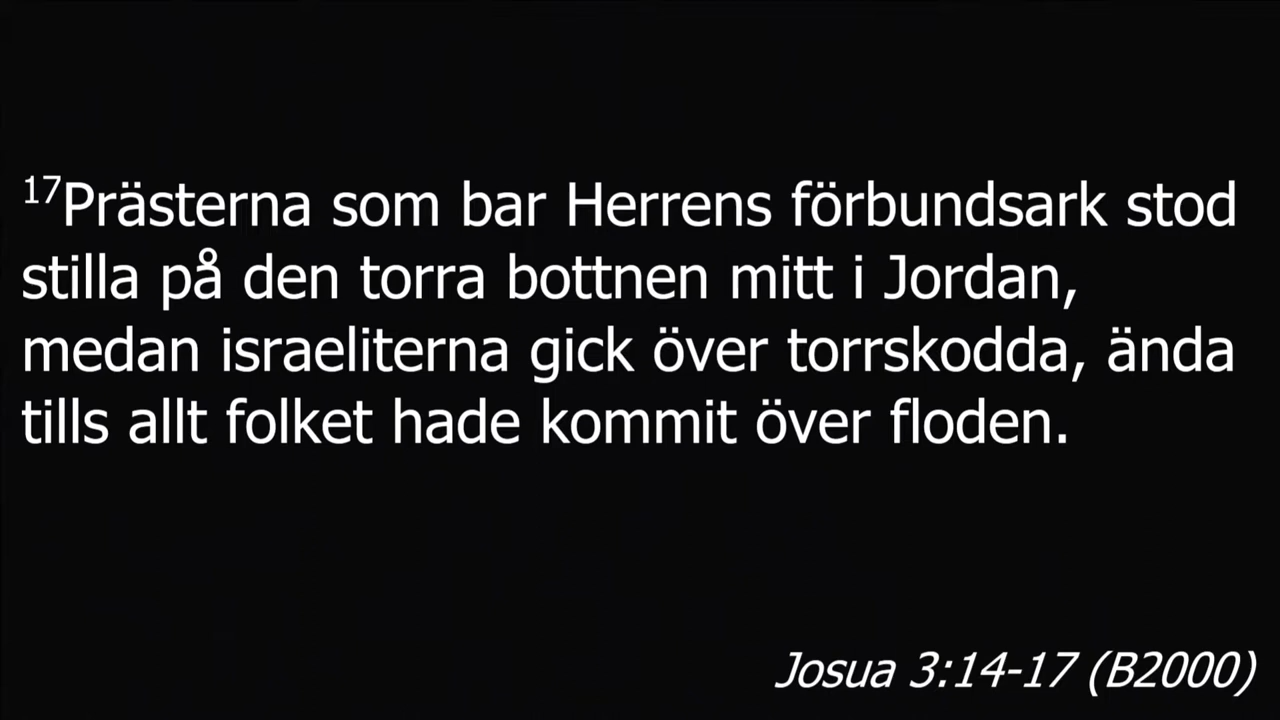 17Prästerna som bar Herrens förbundsark stod
stilla på den torra bottnen mitt i Jordan,
medan israeliterna gick över torrskodda, ända
tills allt folket hade kommit över floden.
Josua 3:14-17 (B2000)